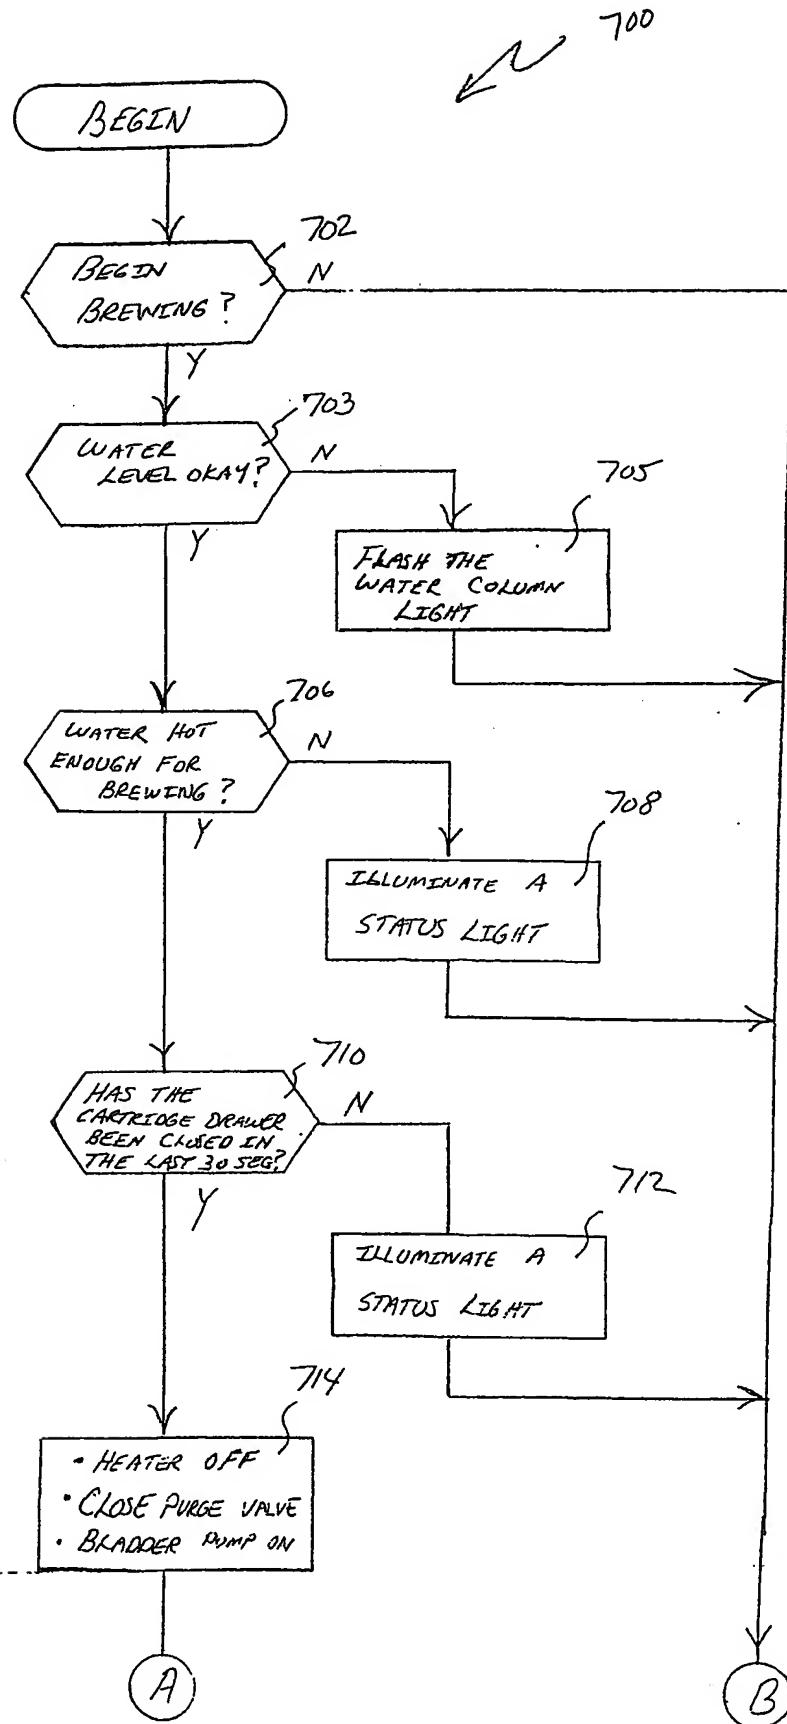 700
BEGIN
702
BEGIN
BREWING?
N
Y
703
WATER
LEVEL OKAY?
N
Y
705
FLASH THE
WATER COLUMN
LIGHT
706
WATER HOT
ENOUGH FOR
BREWING?
N
Y
708
ILLUMINATE A
STATUS LIGHT
710
HAS THE
CARTRIDGE DRAWER
BEEN CLOSED IN
THE LAST 30 SEC?
N
Y
712
ILLUMINATE A
STATUS LIGHT
714
• HEATER OFF
• CLOSE PURGE VALVE
• BLADDER PUMP ON
A
B